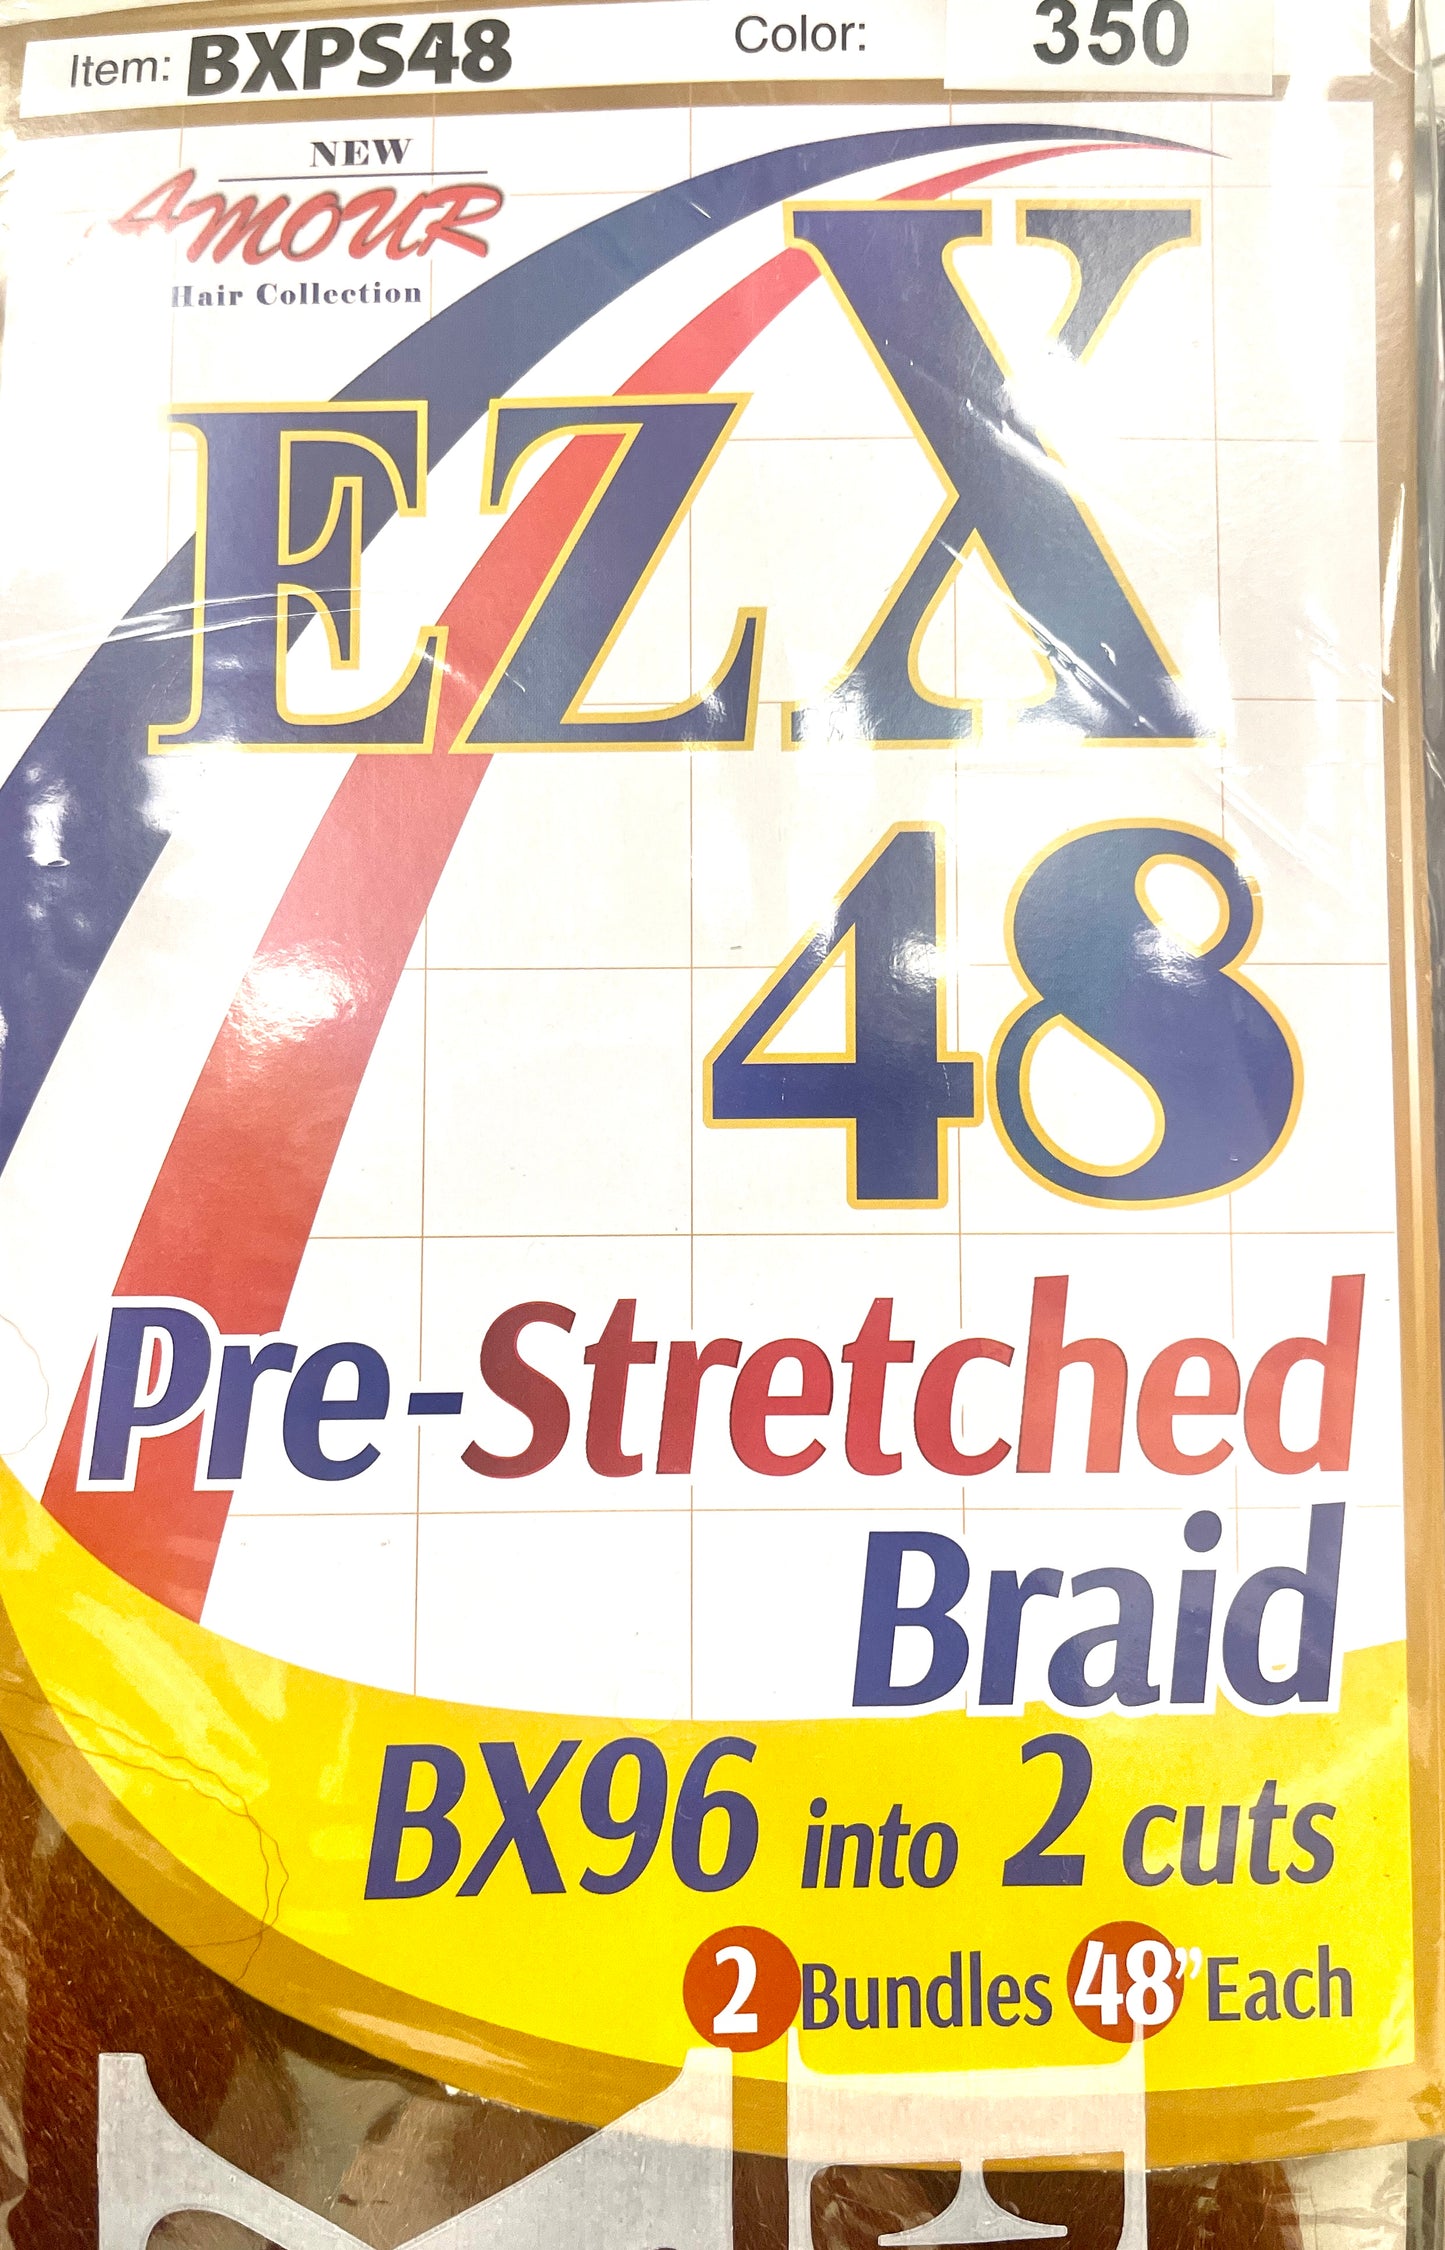 Item: BXPS48 Color: 350
NEW
AMOUR
Hair Collection
EZX
48
Pre-Stretched
Braid
BX96 into 2 cuts
2 Bundles 48" Each